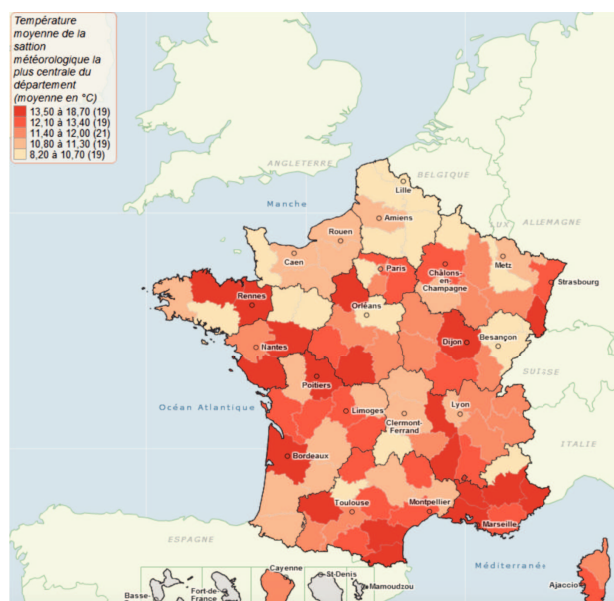 Température
moyenne de la
sattion
météorologique la
plus centrale du
département
(moyenne en °C)
13,50 à 18,70 (19)
12,10 à 13,40 (19)
11,40 à 12,00 (21)
10,80 à 11,30 (19)
8,20 à 10,70 (19)
ANGLETERRE
BELGIQUE
Lille
Manche
Amiens
LUX
ALLEMAGNE
Rouen
Caen
Metz
Paris
Châlons-
en-
Champagne
Strasbourg
Rennes
Orléans
Besançon
Dijon
Nantes
SUISSE
Poitiers
Océan Atlantique
Limoges
Lyon
Clermont-
Ferrand
ITALIE
Bordeaux
Toulouse
Montpellier
Marseille
ESPAGNE
Méditerranée
Ajaccio
Cayenne
St-Denis
Mamoudzou
Basse-
Fort-de-
France